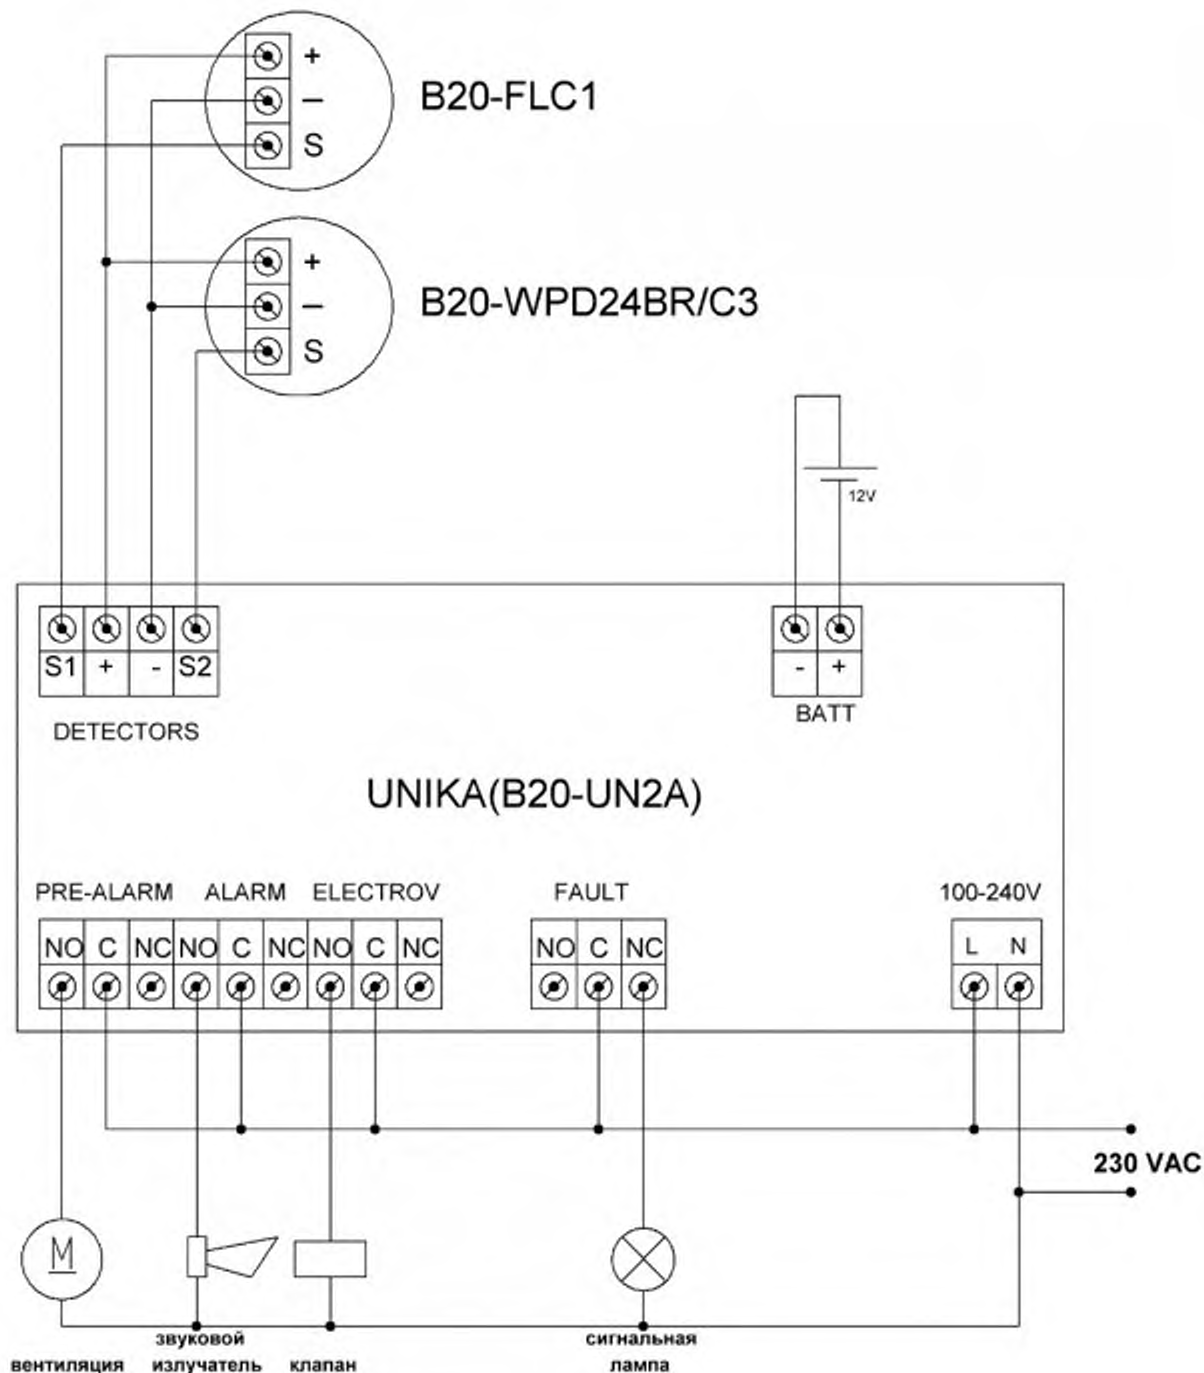 +
–
S
B20-FLC1
+
–
S
B20-WPD24BR/C3
12V
S1 + - S2
DETECTORS
- +
BATT
UNIKA(B20-UN2A)
PRE-ALARM ALARM ELECTROV FAULT 100-240V
NO C NC NO C NC NO C NC NO C NC L N
230 VAC
M
звуковой сигнальная
вентиляция излучатель клапан лампа